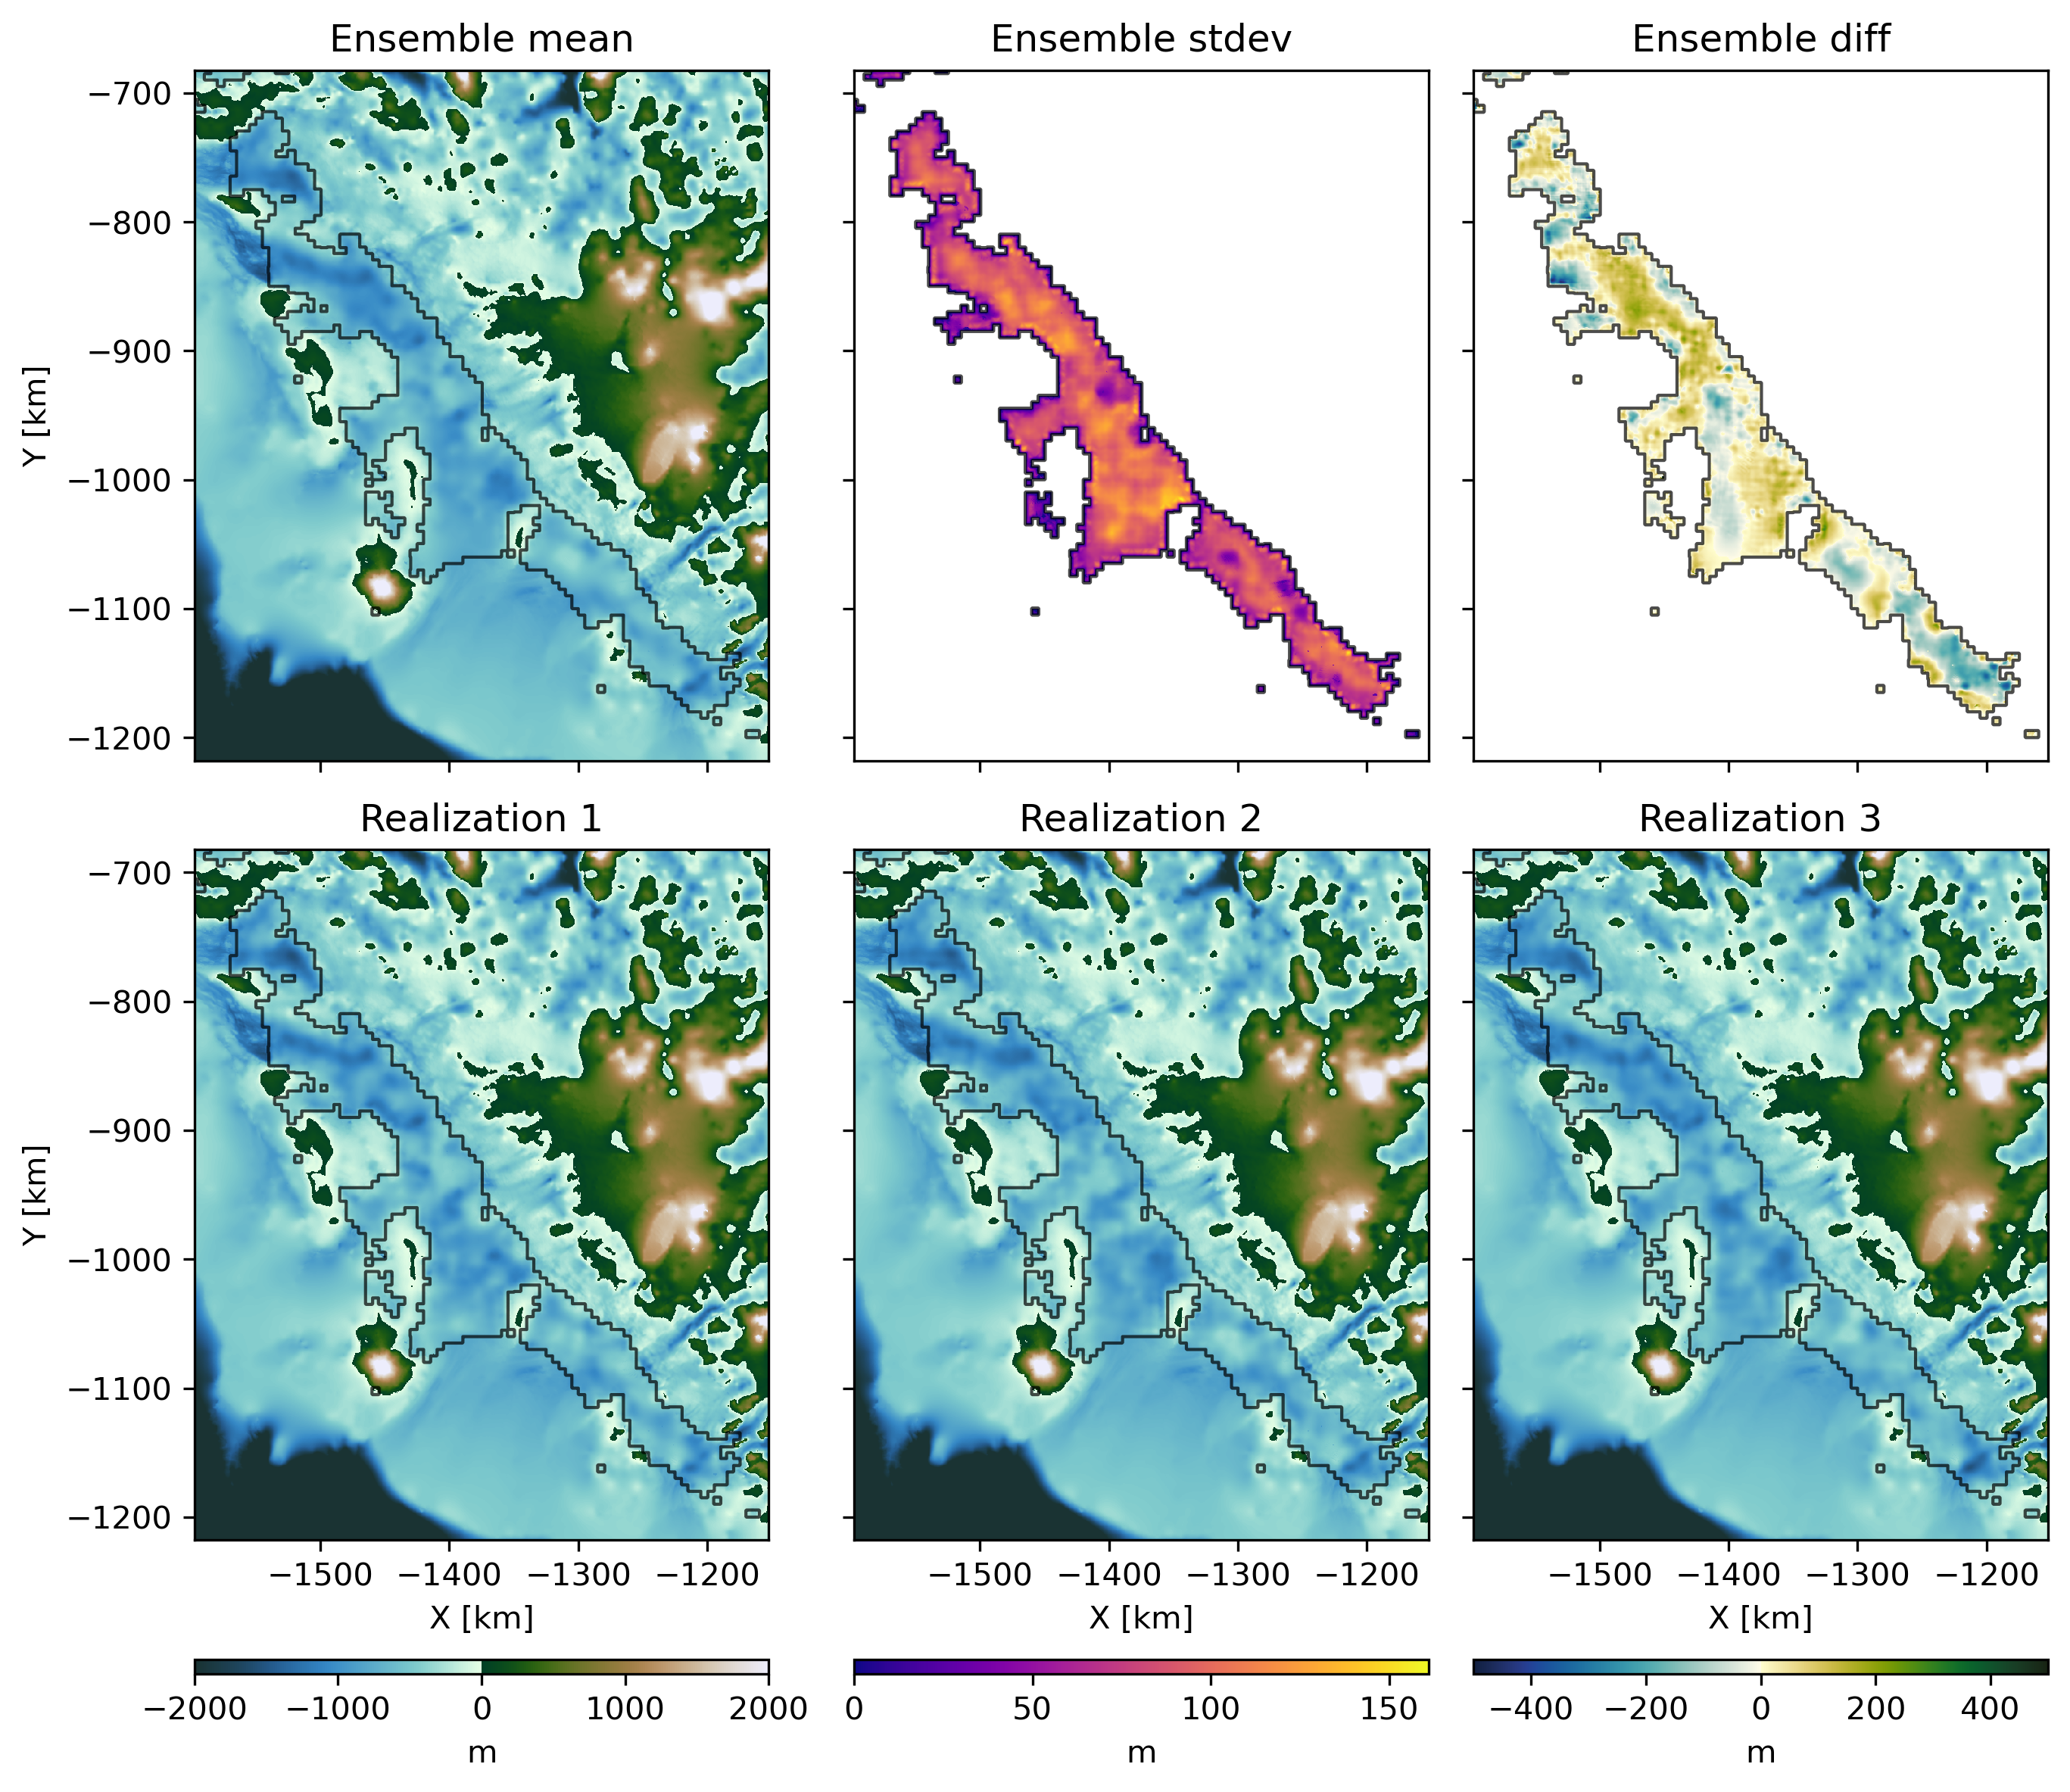 Ensemble mean
Ensemble stdev
Ensemble diff
−700
−800
−900
−1000
−1100
−1200
Y [km]
Realization 1
Realization 2
Realization 3
−700
−800
−900
−1000
−1100
−1200
Y [km]
−1500 −1400 −1300 −1200
−1500 −1400 −1300 −1200
−1500 −1400 −1300 −1200
X [km]
X [km]
X [km]
−2000 −1000 0 1000 2000
0 50 100 150
−400 −200 0 200 400
m
m
m